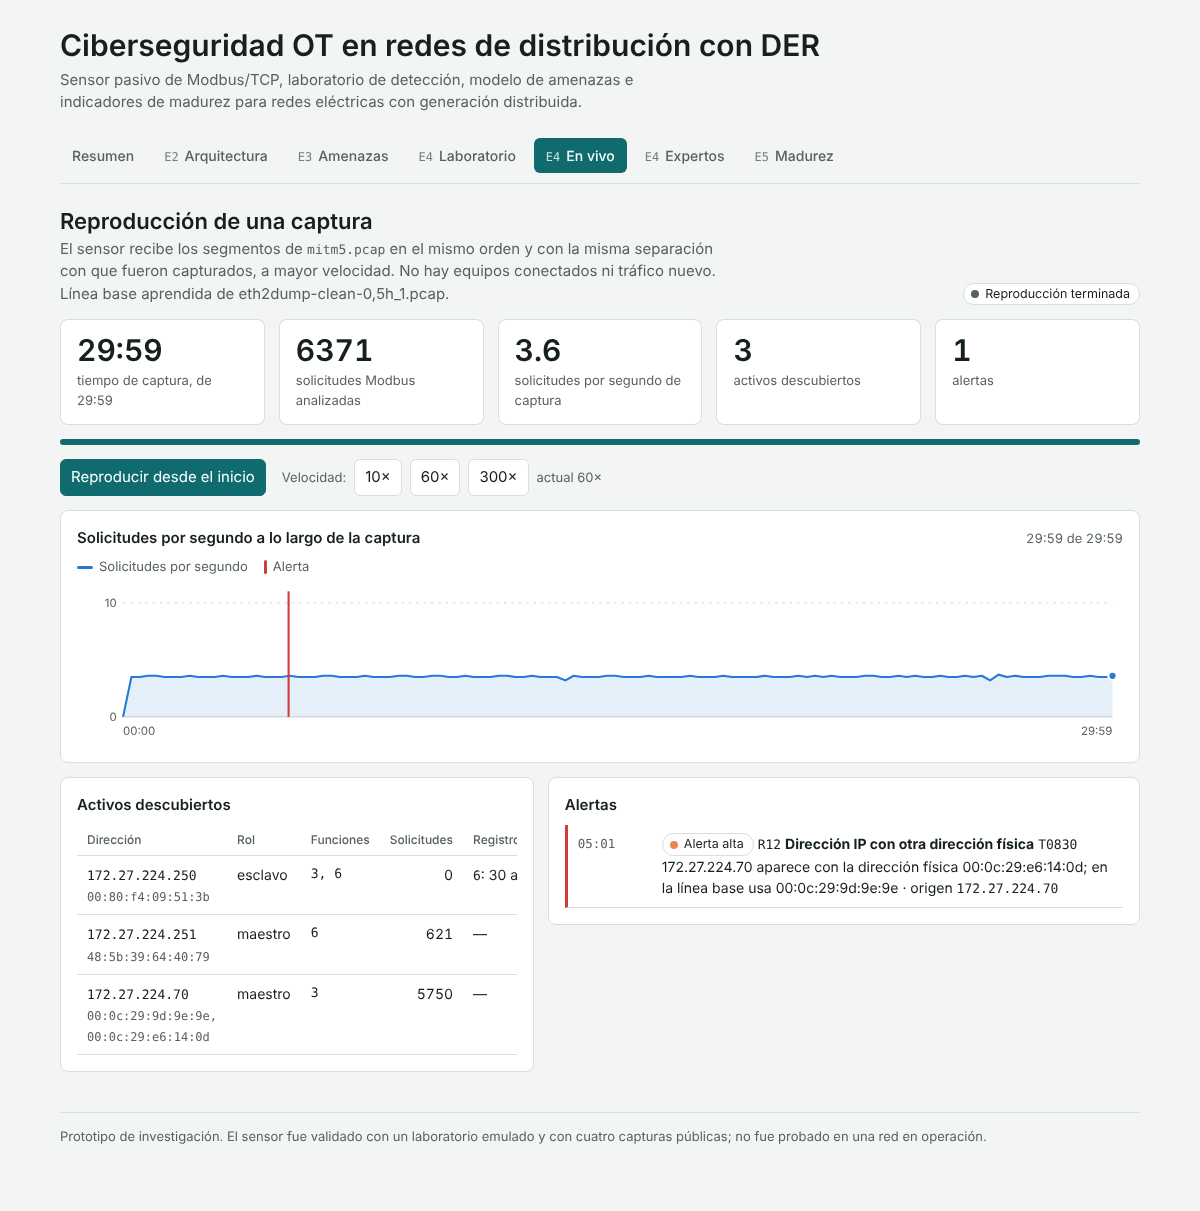 Ciberseguridad OT en redes de distribución con DER
Sensor pasivo de Modbus/TCP, laboratorio de detección, modelo de amenazas e
indicadores de madurez para redes eléctricas con generación distribuida.
Resumen E2 Arquitectura E3 Amenazas E4 Laboratorio E4 En vivo E4 Expertos E5 Madurez
Reproducción de una captura
El sensor recibe los segmentos de mitm5.pcap en el mismo orden y con la misma separación
con que fueron capturados, a mayor velocidad. No hay equipos conectados ni tráfico nuevo.
Línea base aprendida de eth2dump-clean-0,5h_1.pcap.
Reproducción terminada
29:59
tiempo de captura, de
29:59
6371
solicitudes Modbus
analizadas
3.6
solicitudes por segundo de
captura
3
activos descubiertos
1
alertas
Reproducir desde el inicio Velocidad: 10× 60× 300× actual 60×
Solicitudes por segundo a lo largo de la captura 29:59 de 29:59
Solicitudes por segundo Alerta
10
0
00:00 29:59
Activos descubiertos
Dirección Rol Funciones Solicitudes Registro
172.27.224.250 esclavo 3, 6 0 6: 30 a
00:80:f4:09:51:3b
172.27.224.251 maestro 6 621 —
48:5b:39:64:40:79
172.27.224.70 maestro 3 5750 —
00:0c:29:9d:9e:9e,
00:0c:29:e6:14:0d
Alertas
05:01 Alerta alta R12 Dirección IP con otra dirección física T0830
172.27.224.70 aparece con la dirección física 00:0c:29:e6:14:0d; en
la línea base usa 00:0c:29:9d:9e:9e · origen 172.27.224.70
Prototipo de investigación. El sensor fue validado con un laboratorio emulado y con cuatro capturas públicas; no fue probado en una red en operación.